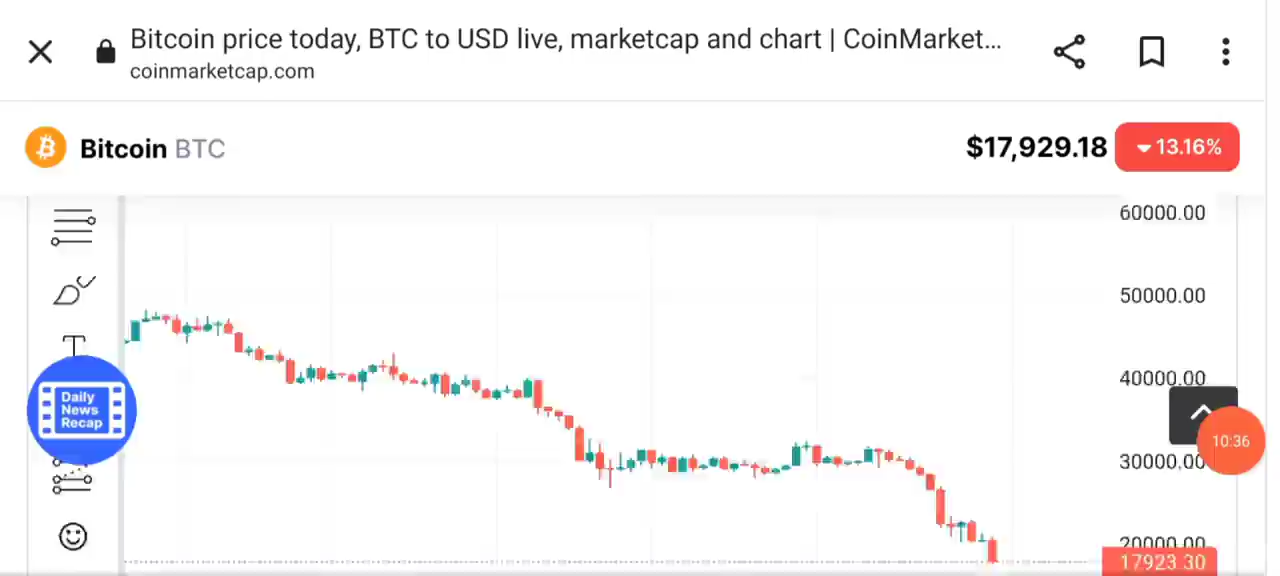 Bitcoin price today, BTC to USD live, marketcap and chart | CoinMarket...
coinmarketcap.com
Bitcoin BTC
$17,929.18
13.16%
60000.00
50000.00
T
40000.00
Daily
News
Recap
10:36
30000.00
20000.00
17923.30